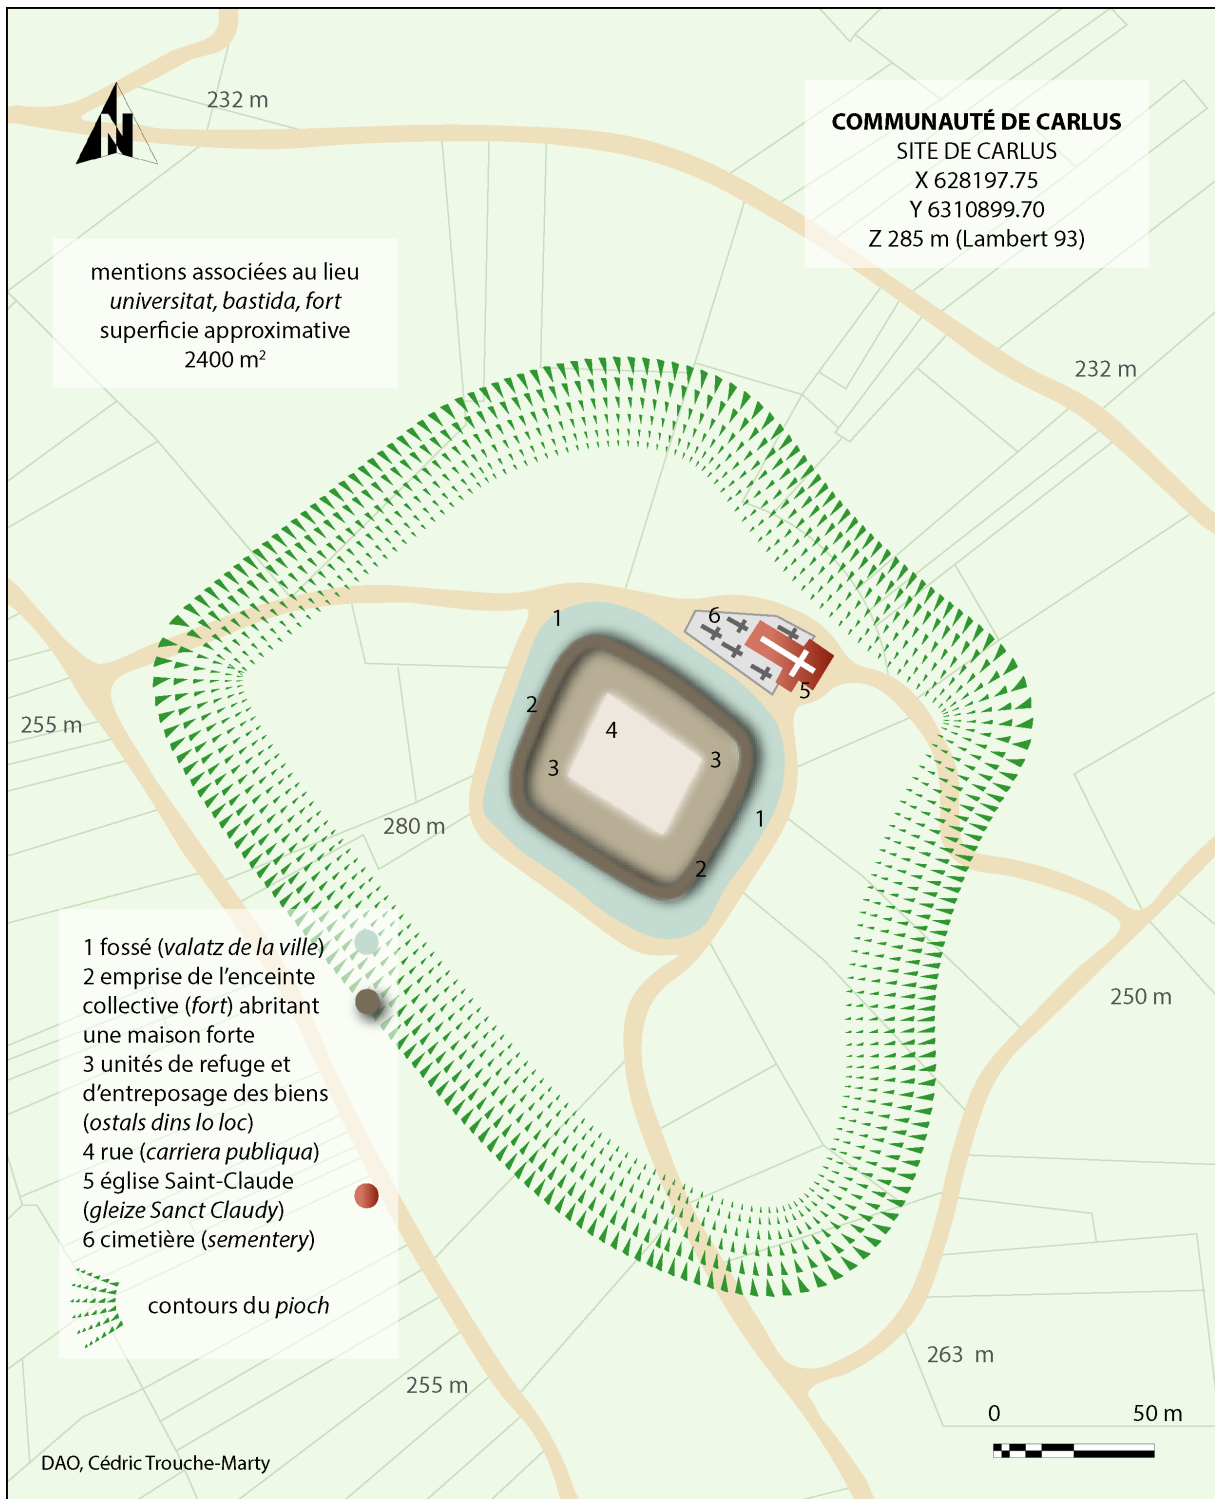 N
232 m
COMMUNAUTÉ DE CARLUS
SITE DE CARLUS
X 628197.75
Y 6310899.70
Z 285 m (Lambert 93)
mentions associées au lieu
universitat, bastida, fort
superficie approximative
2400 m²
232 m
1
6
5
2
4
3
3
1
2
255 m
280 m
250 m
1 fossé (valatz de la ville)
2 emprise de l'enceinte
collective (fort) abritant
une maison forte
3 unités de refuge et
d'entreposage des biens
(ostals dins lo loc)
4 rue (carriera publiqua)
5 église Saint-Claude
(gleize Sanct Claudy)
6 cimetière (sementery)
contours du pioch
263 m
255 m
0 50 m
DAO, Cédric Trouche-Marty